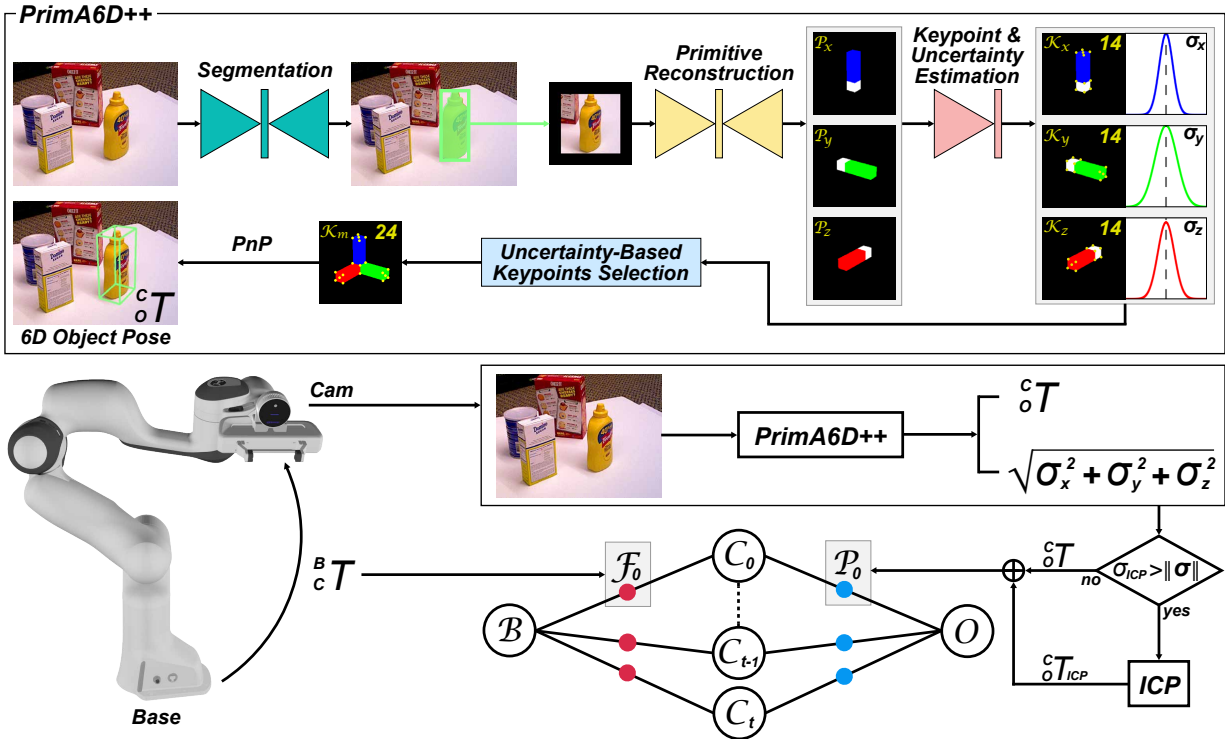 PrimA6D++
Segmentation
Primitive
Reconstruction
Keypoint &
Uncertainty
Estimation
𝒫x
𝒫y
𝒫z
𝒦x 14 σx
𝒦y 14 σy
𝒦z 14 σz
Domino
PnP
𝒦m 24
Uncertainty-Based
Keypoints Selection
C
O T
6D Object Pose
Cam
PrimA6D++
C
O T
√σx² + σy² + σz²
B
C T
ℱ0
C0
𝒫0
C
O T
no
σICP > ‖σ‖
yes
ℬ
Ct-1
O
C
O TICP
ICP
Ct
Base